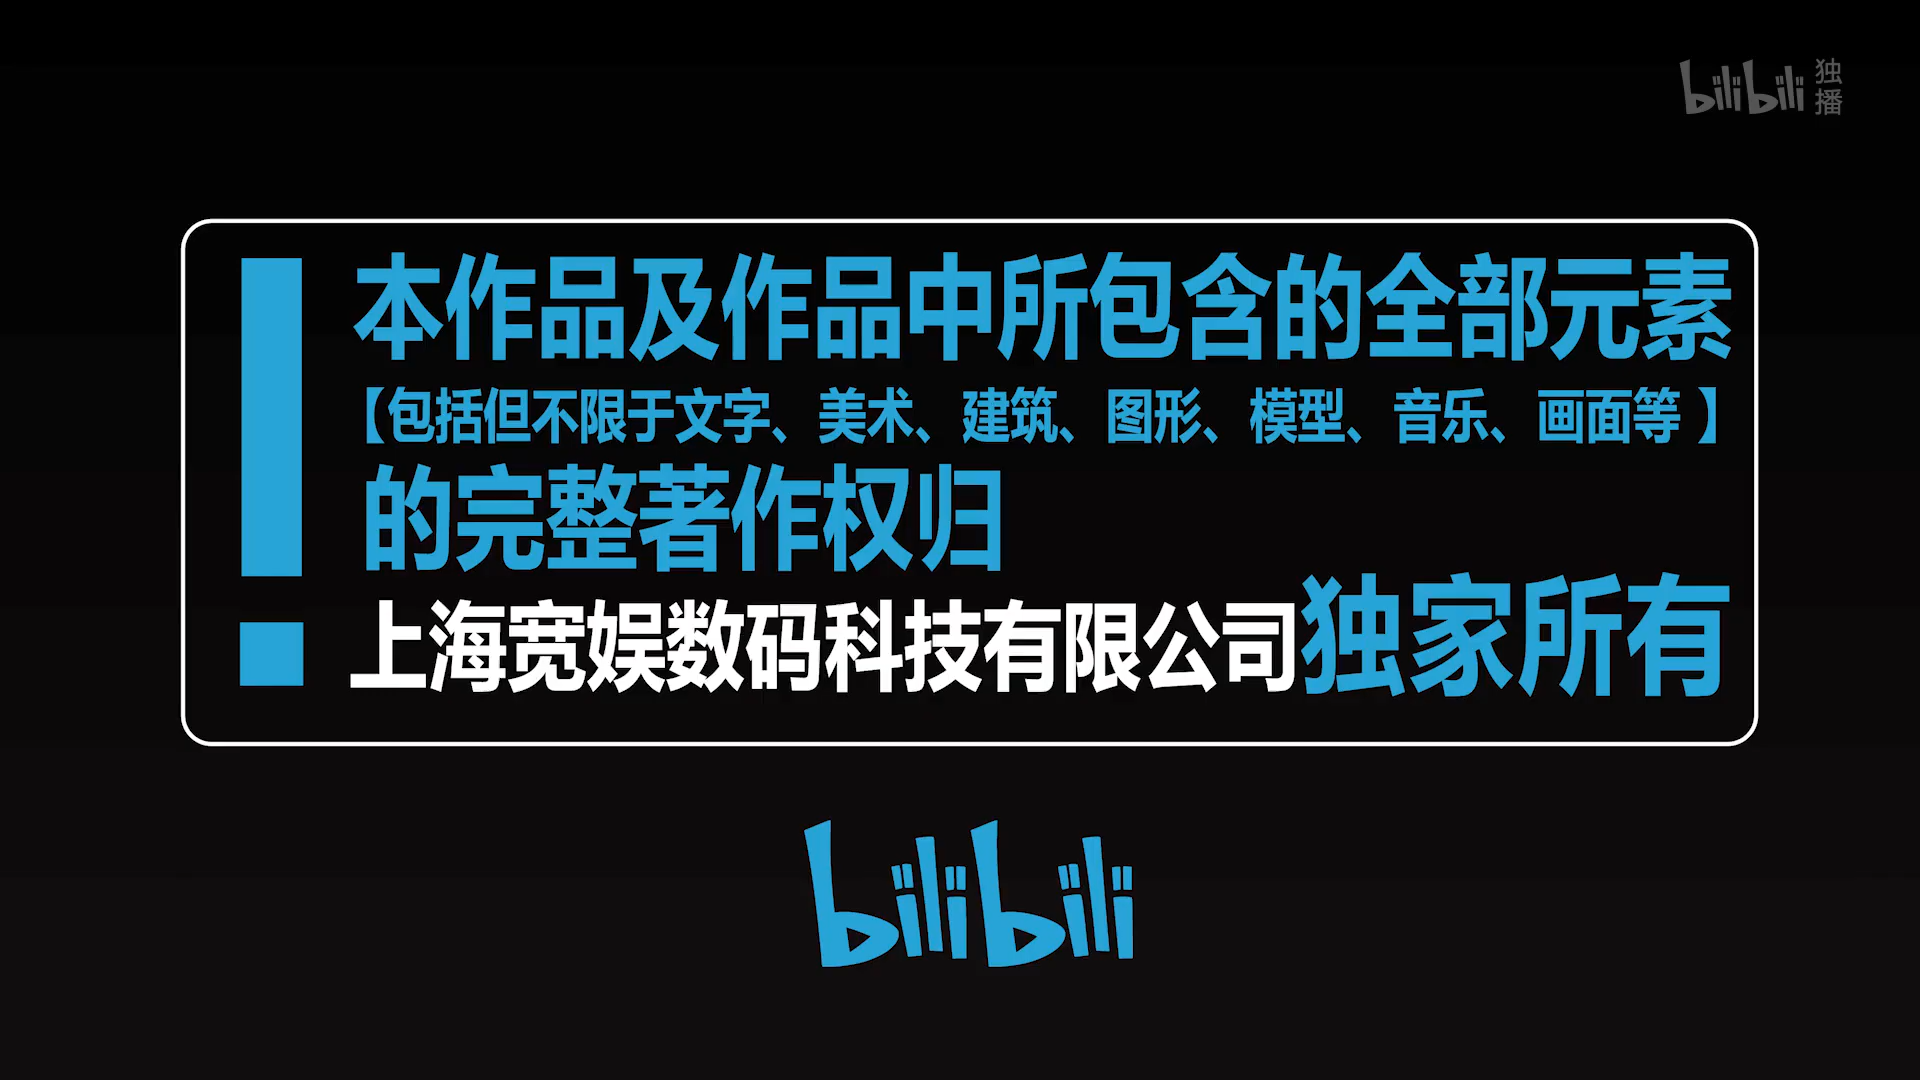 bilibili 独播
本作品及作品中所包含的全部元素
【包括但不限于文字、美术、建筑、图形、模型、音乐、画面等 】
的完整著作权归
上海宽娱数码科技有限公司独家所有
bilibili